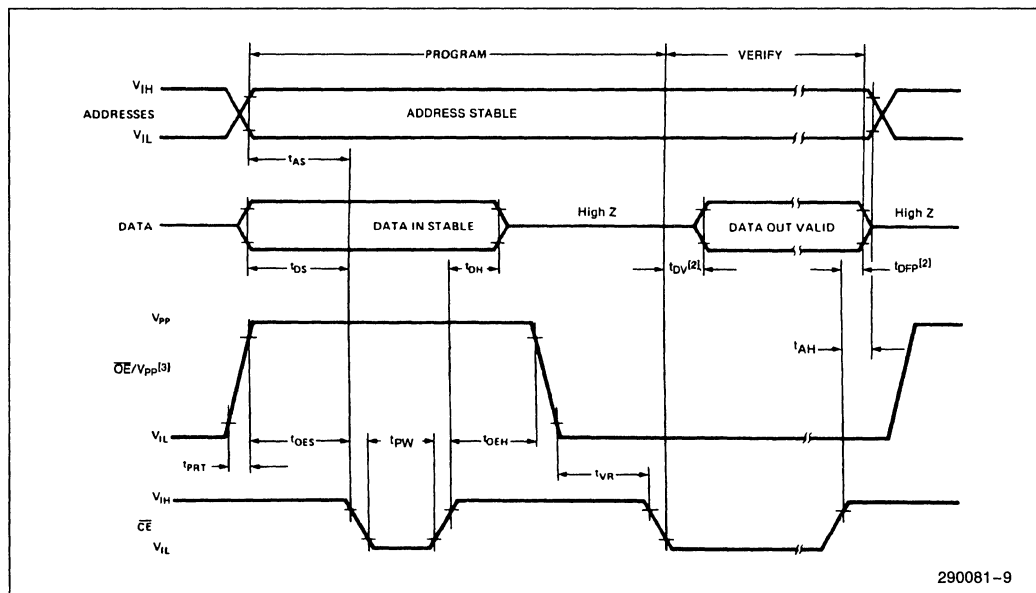 PROGRAM VERIFY
VIH
ADDRESSES ADDRESS STABLE
VIL
tAS
High Z High Z
DATA DATA IN STABLE DATA OUT VALID
tDS tDH tDV[2] tDFP[2]
VPP
tAH
OE/VPP[3]
VIL
tOES tPW tOEH
tPRT tVR
VIH
CE
VIL
290081-9